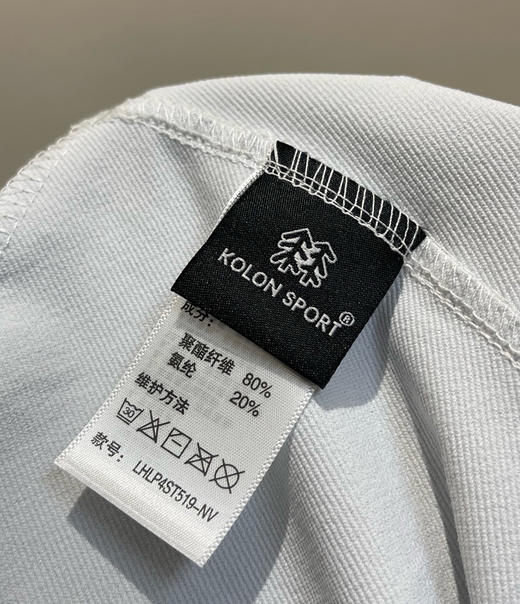 KOLON SPORT®
成分:
聚酯纤维 80%
氨纶 20%
维护方法
30
款号: LHLP4ST519-NV